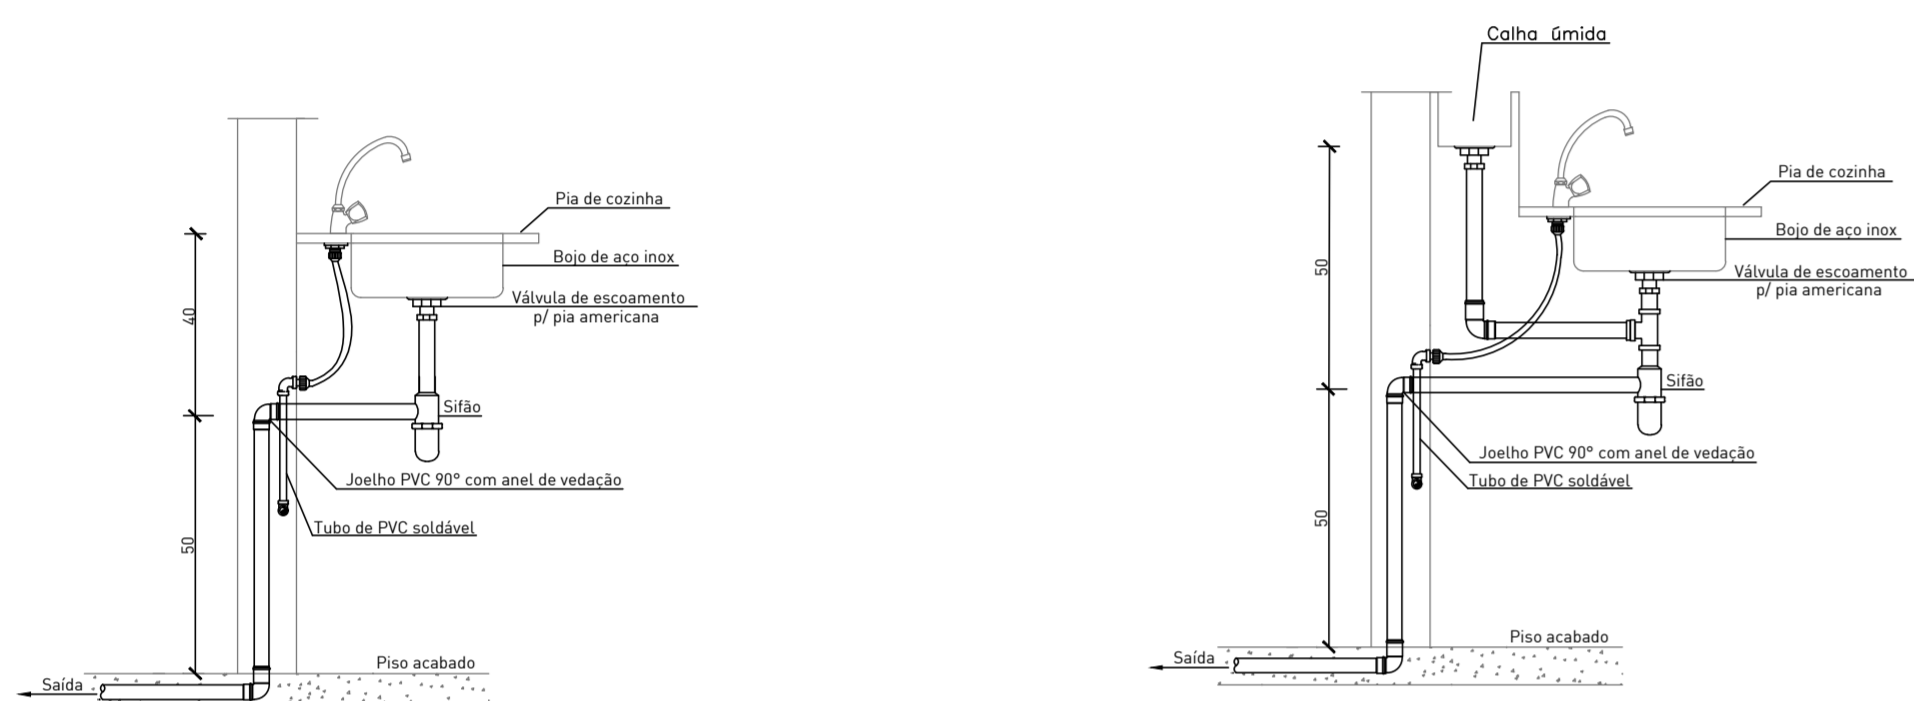 Pia de cozinha
Bojo de aço inox
Válvula de escoamento
p/ pia americana
40
Sifão
Joelho PVC 90° com anel de vedação
Tubo de PVC soldável
50
Piso acabado
Saída
Calha úmida
Pia de cozinha
Bojo de aço inox
50
Válvula de escoamento
p/ pia americana
Sifão
Joelho PVC 90° com anel de vedação
Tubo de PVC soldável
50
Piso acabado
Saída